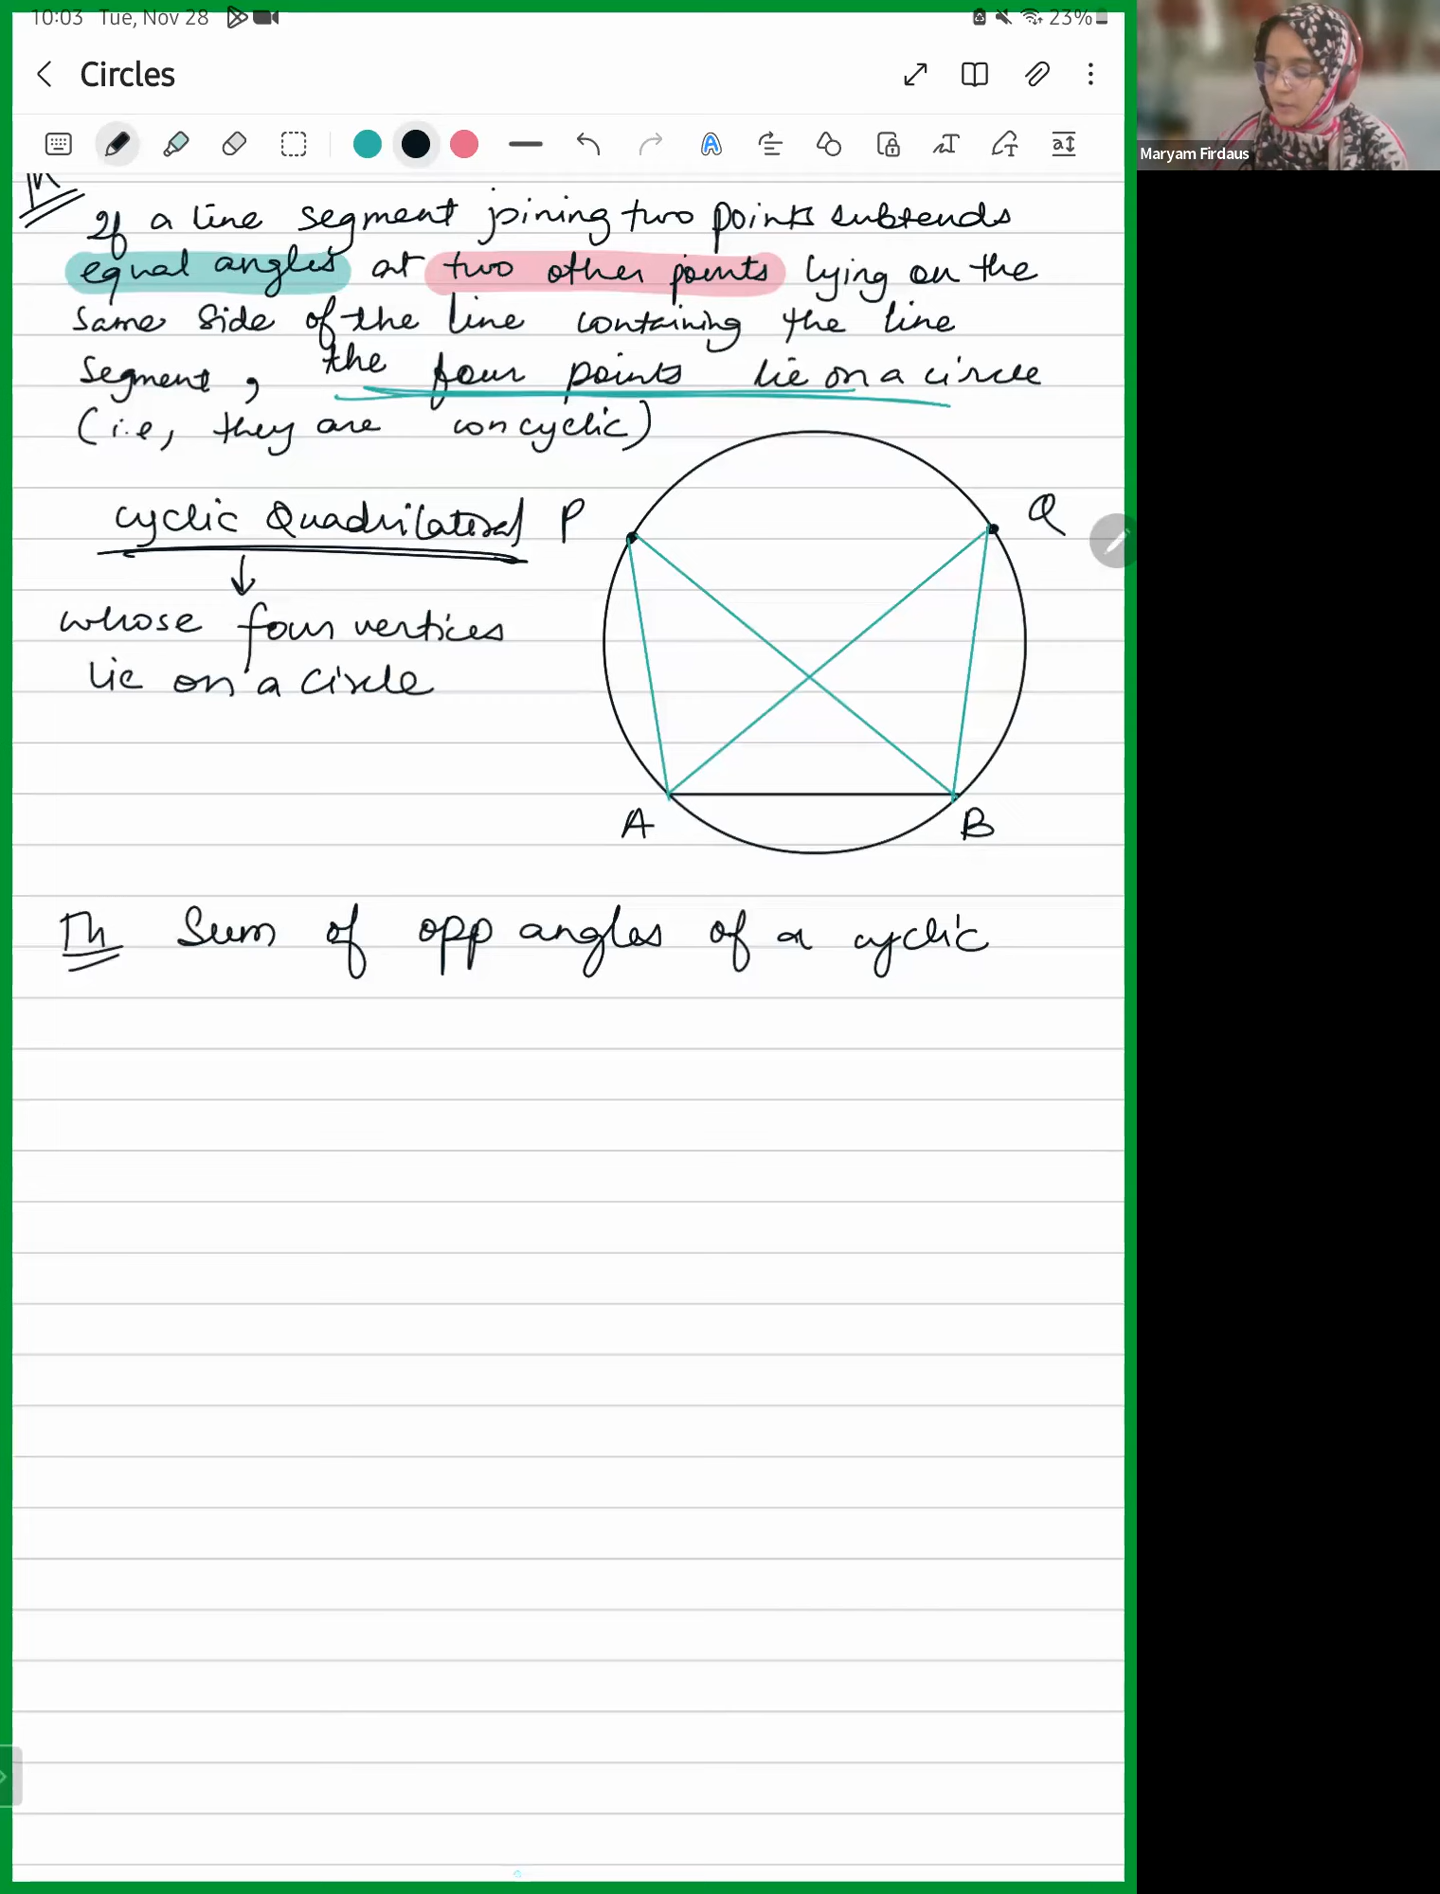 10:03 Tue, Nov 28
23%
Circles
Maryam Firdaus
Th
If a line segment joining two points subtends
equal angles at two other points lying on the
same side of the line containing the line
segment, the four points lie on a circle
(i.e, they are concyclic)
cyclic Quadrilateral
P
Q
whose four vertices
lie on a circle
A
B
Th Sum of opp angles of a cyclic